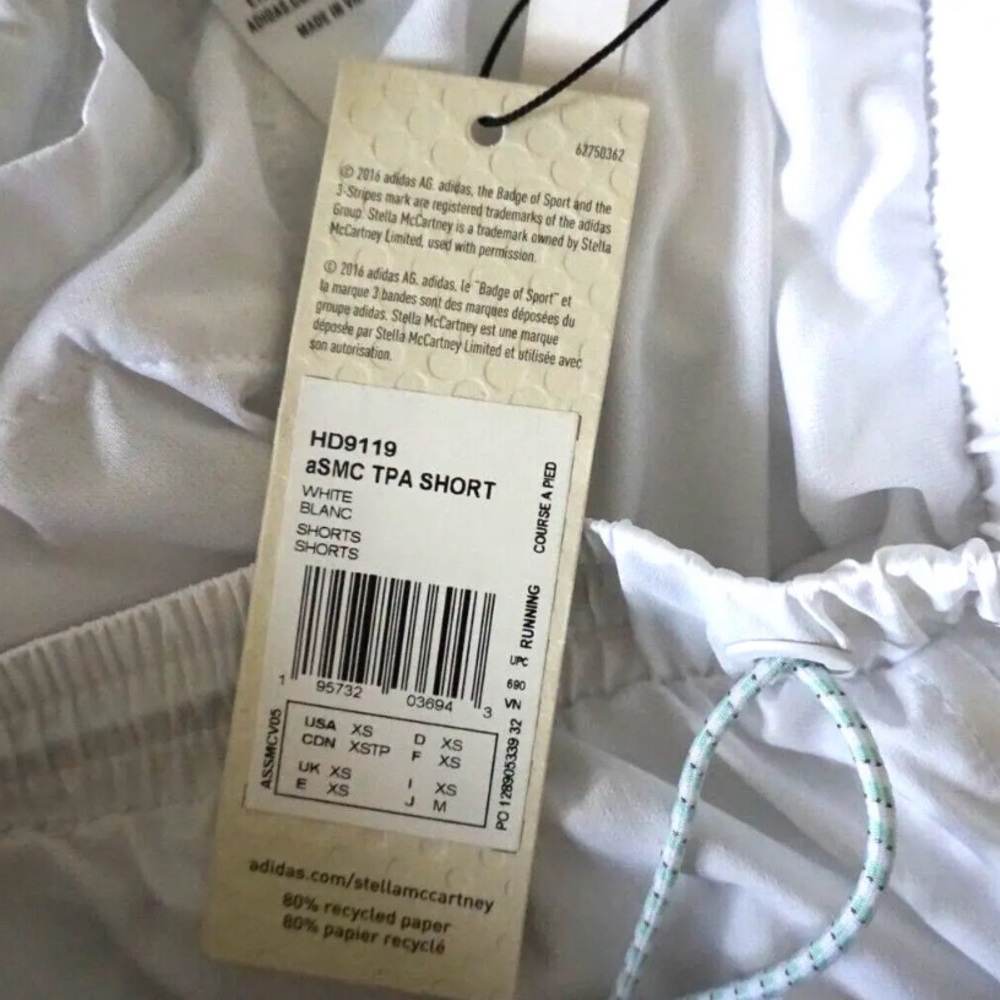 ADIDAS.CO
MADE IN VI
62750362
© 2016 adidas AG. adidas, the Badge of Sport and the
3-Stripes mark are registered trademarks of the adidas
Group. Stella McCartney is a trademark owned by Stella
McCartney Limited, used with permission.
© 2016 adidas AG. adidas, le "Badge of Sport" et
la marque 3 bandes sont des marques déposées du
groupe adidas. Stella McCartney est une marque
déposée par Stella McCartney Limited et utilisée avec
son autorisation.
HD9119
aSMC TPA SHORT
WHITE
BLANC
SHORTS
SHORTS
RUNNING COURSE A PIED
1 95732 03694 3
UPC
690
VN
ASSMCV05
USA XS D XS
CDN XSTP F XS
UK XS I XS
E XS J M
PO 128905339 32
adidas.com/stellamccartney
80% recycled paper
80% papier recyclé